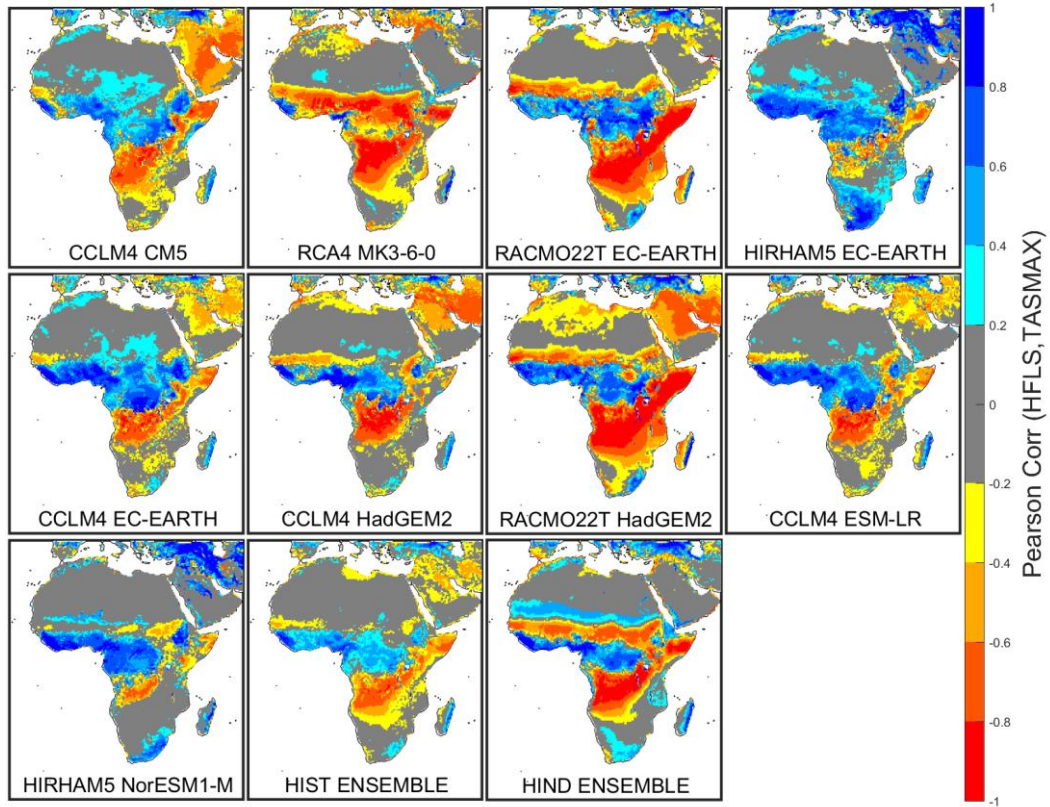 CCLM4 CM5
RCA4 MK3-6-0
RACMO22T EC-EARTH
HIRHAM5 EC-EARTH
CCLM4 EC-EARTH
CCLM4 HadGEM2
RACMO22T HadGEM2
CCLM4 ESM-LR
HIRHAM5 NorESM1-M
HIST ENSEMBLE
HIND ENSEMBLE
1
0.8
0.6
0.4
0.2
0
-0.2
-0.4
-0.6
-0.8
-1
Pearson Corr (HFLS,TASMAX)